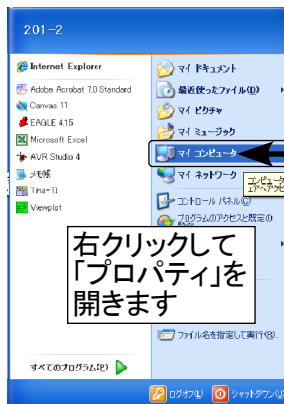 201-2
Internet Explorer
Adobe Acrobat 7.0 Standard
Canvas 11
EAGLE 4.15
Microsoft Excel
AVR Studio 4
メモ帳
Tina-TI
Viewplot
すべてのプログラム(P)
マイ ドキュメント
最近使ったファイル(D)
マイ ピクチャ
マイ ミュージック
マイ コンピュータ
マイ ネットワーク
コンピュータ
コントロール パネル(C)
プログラムのアクセスと既定の
右クリックして
「プロパティ」を
開きます
ファイル名を指定して実行(R)...
ログオフ(L)
シャットダウン(U)